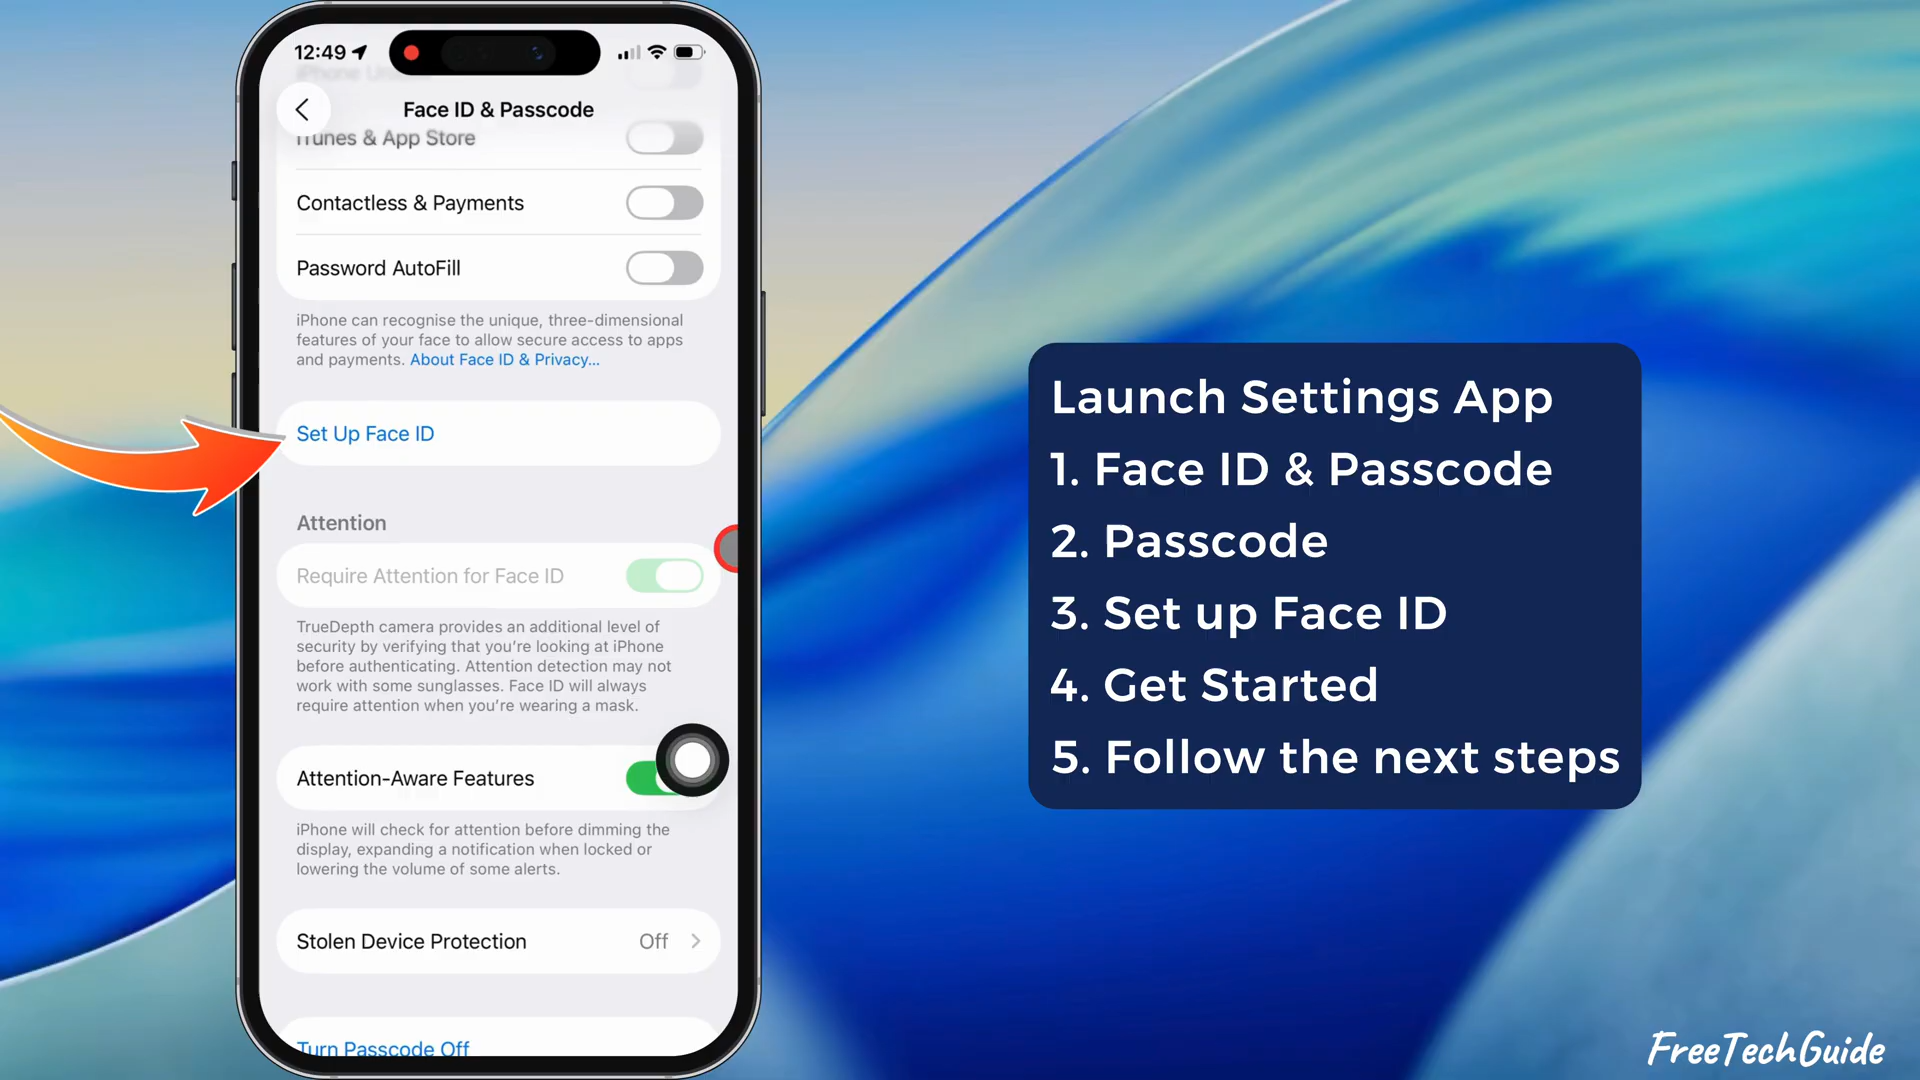 12:49
Face ID & Passcode
iTunes & App Store
Contactless & Payments
Password AutoFill
iPhone can recognise the unique, three-dimensional
features of your face to allow secure access to apps
and payments. About Face ID & Privacy...
Set Up Face ID
Attention
Require Attention for Face ID
TrueDepth camera provides an additional level of
security by verifying that you're looking at iPhone
before authenticating. Attention detection may not
work with some sunglasses. Face ID will always
require attention when you're wearing a mask.
Attention-Aware Features
iPhone will check for attention before dimming the
display, expanding a notification when locked or
lowering the volume of some alerts.
Stolen Device Protection Off
Turn Passcode Off
Launch Settings App
1. Face ID & Passcode
2. Passcode
3. Set up Face ID
4. Get Started
5. Follow the next steps
FreeTechGuide